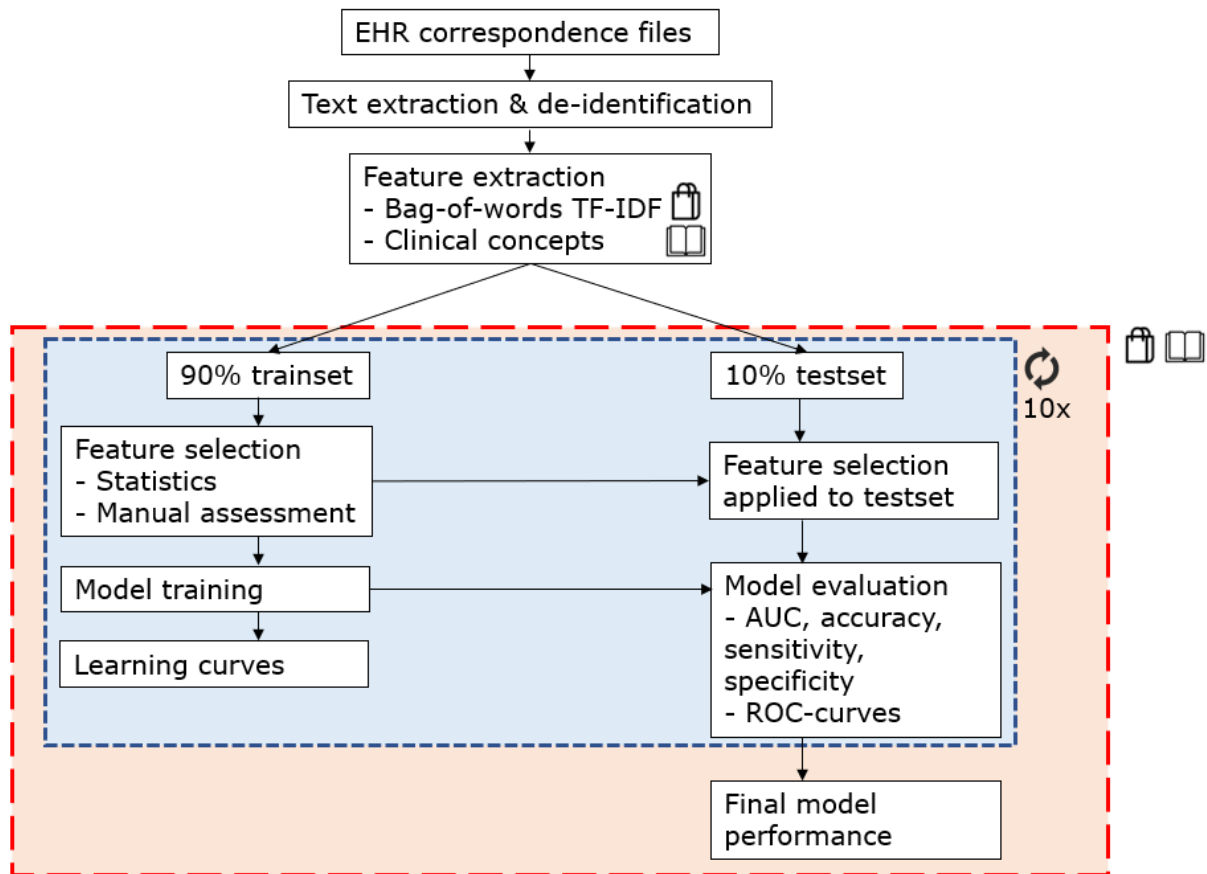 EHR correspondence files
Text extraction & de-identification
Feature extraction
- Bag-of-words TF-IDF
- Clinical concepts
90% trainset
10% testset
10x
Feature selection
- Statistics
- Manual assessment
Feature selection
applied to testset
Model training
Model evaluation
- AUC, accuracy,
sensitivity,
specificity
- ROC-curves
Learning curves
Final model
performance